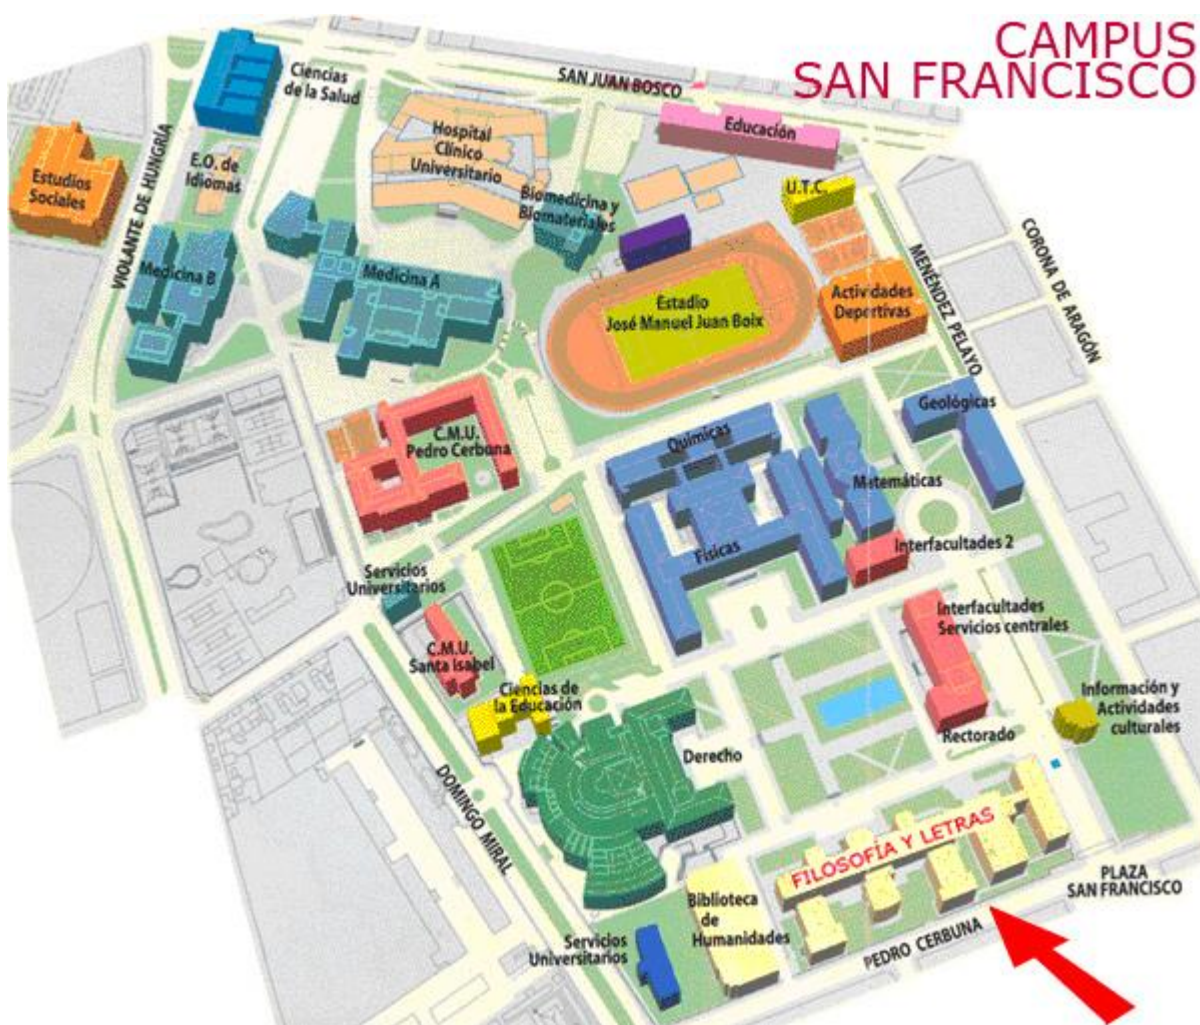 CAMPUS
SAN FRANCISCO
SAN JUAN BOSCO
Ciencias
de la Salud
Hospital
Clínico
Universitario
Educación
VIOLANTE DE HUNGRÍA
E.O. de
Idiomas
Estudios
Sociales
Biomedicina y
Biomateriales
U.T.C.
CORONA DE ARAGÓN
MENÉNDEZ PELAYO
Medicina B
Medicina A
Estadio
José Manuel Juan Boix
Actividades
Deportivas
Geológicas
C.M.U.
Pedro Cerbuna
Químicas
Matemáticas
Físicas
Interfacultades 2
Servicios
Universitarios
Interfacultades
Servicios centrales
C.M.U.
Santa Isabel
Ciencias de
la Educación
Información y
Actividades
culturales
Rectorado
Derecho
DOMINGO MIRAL
FILOSOFÍA Y LETRAS
PLAZA
SAN FRANCISCO
Biblioteca
de
Humanidades
Servicios
Universitarios
PEDRO CERBUNA